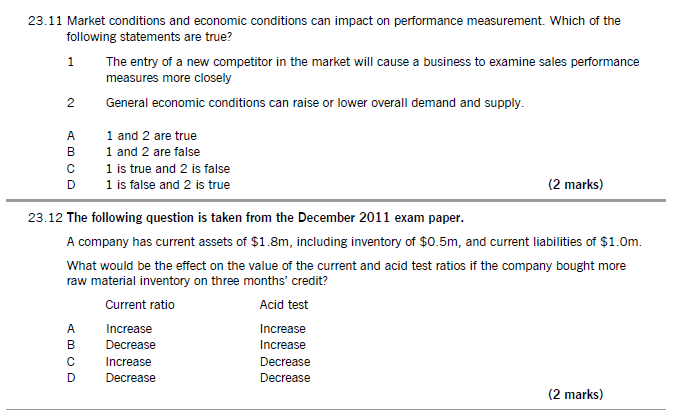 23.11 Market conditions and economic conditions can impact on performance measurement. Which of the
following statements are true?
1 The entry of a new competitor in the market will cause a business to examine sales performance
measures more closely
2 General economic conditions can raise or lower overall demand and supply.
A 1 and 2 are true
B 1 and 2 are false
C 1 is true and 2 is false
D 1 is false and 2 is true (2 marks)
23.12 The following question is taken from the December 2011 exam paper.
A company has current assets of $1.8m, including inventory of $0.5m, and current liabilities of $1.0m.
What would be the effect on the value of the current and acid test ratios if the company bought more
raw material inventory on three months' credit?
Current ratio Acid test
A Increase Increase
B Decrease Increase
C Increase Decrease
D Decrease Decrease
(2 marks)